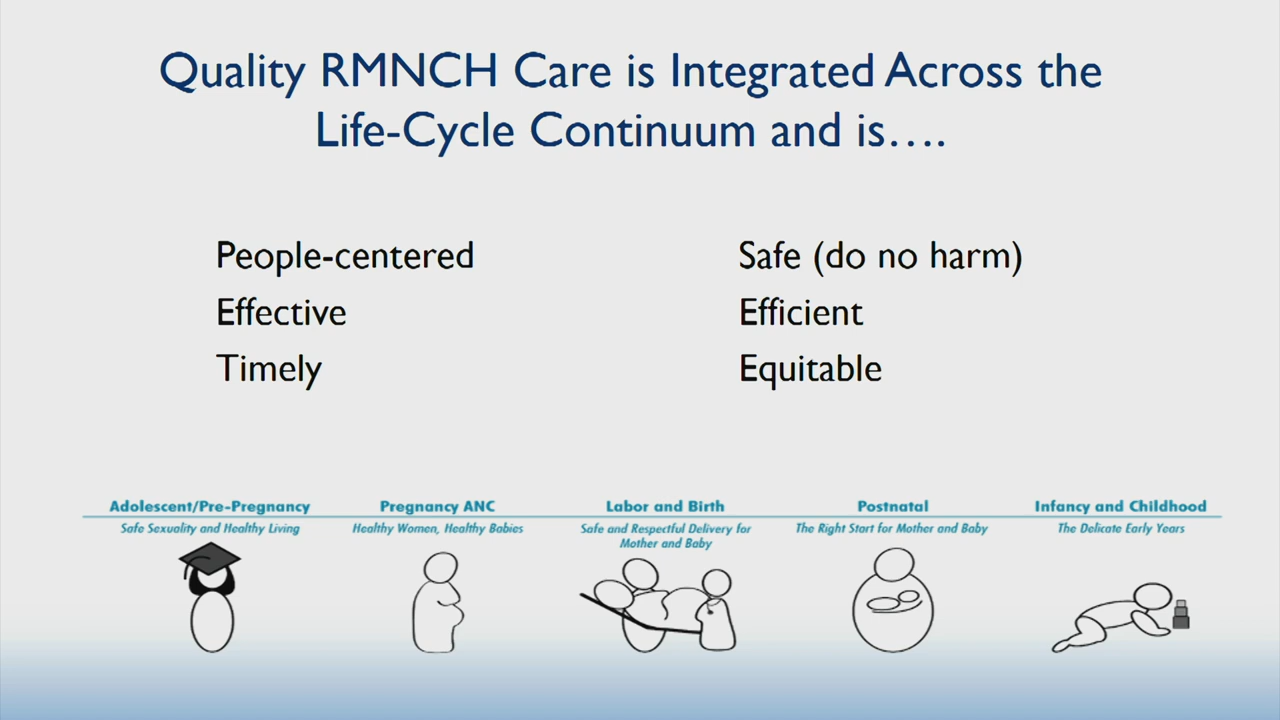 Quality RMNCH Care is Integrated Across the
Life-Cycle Continuum and is….
People-centered
Effective
Timely
Safe (do no harm)
Efficient
Equitable
Adolescent/Pre-Pregnancy
Safe Sexuality and Healthy Living
Pregnancy ANC
Healthy Women, Healthy Babies
Labor and Birth
Safe and Respectful Delivery for
Mother and Baby
Postnatal
The Right Start for Mother and Baby
Infancy and Childhood
The Delicate Early Years